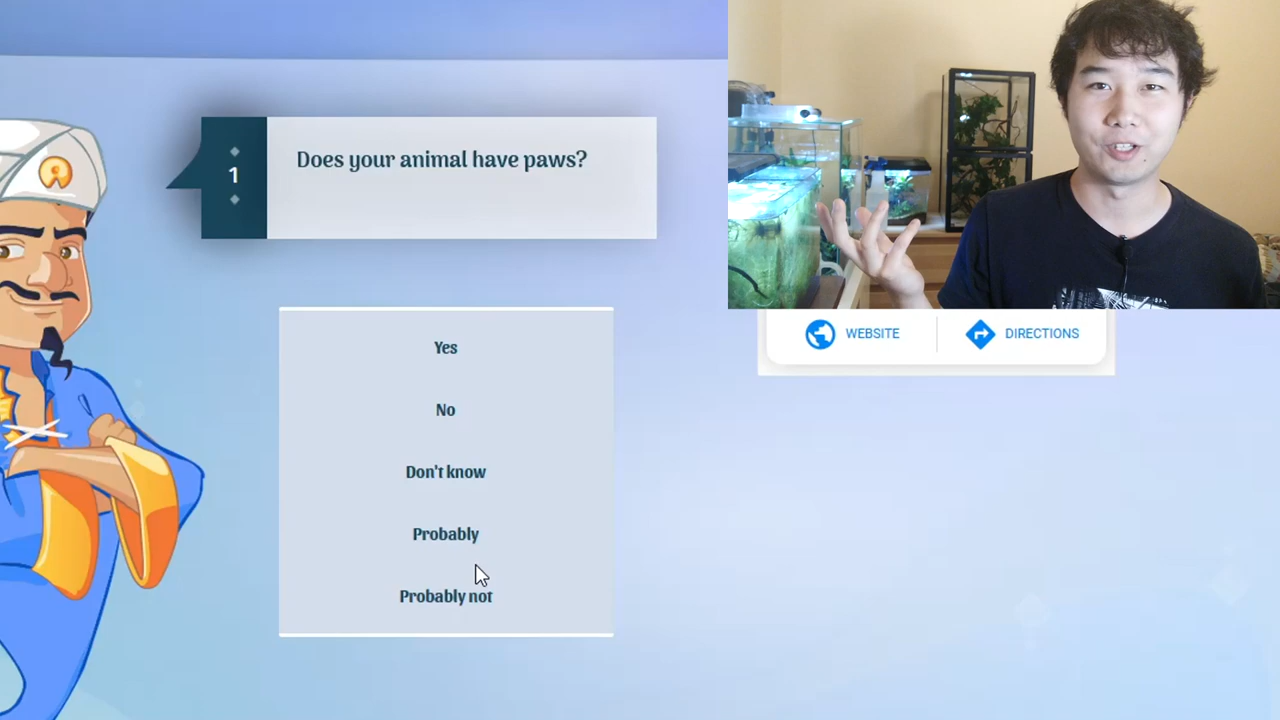 1
Does your animal have paws?
Yes
No
Don't know
Probably
Probably not
WEBSITE
DIRECTIONS